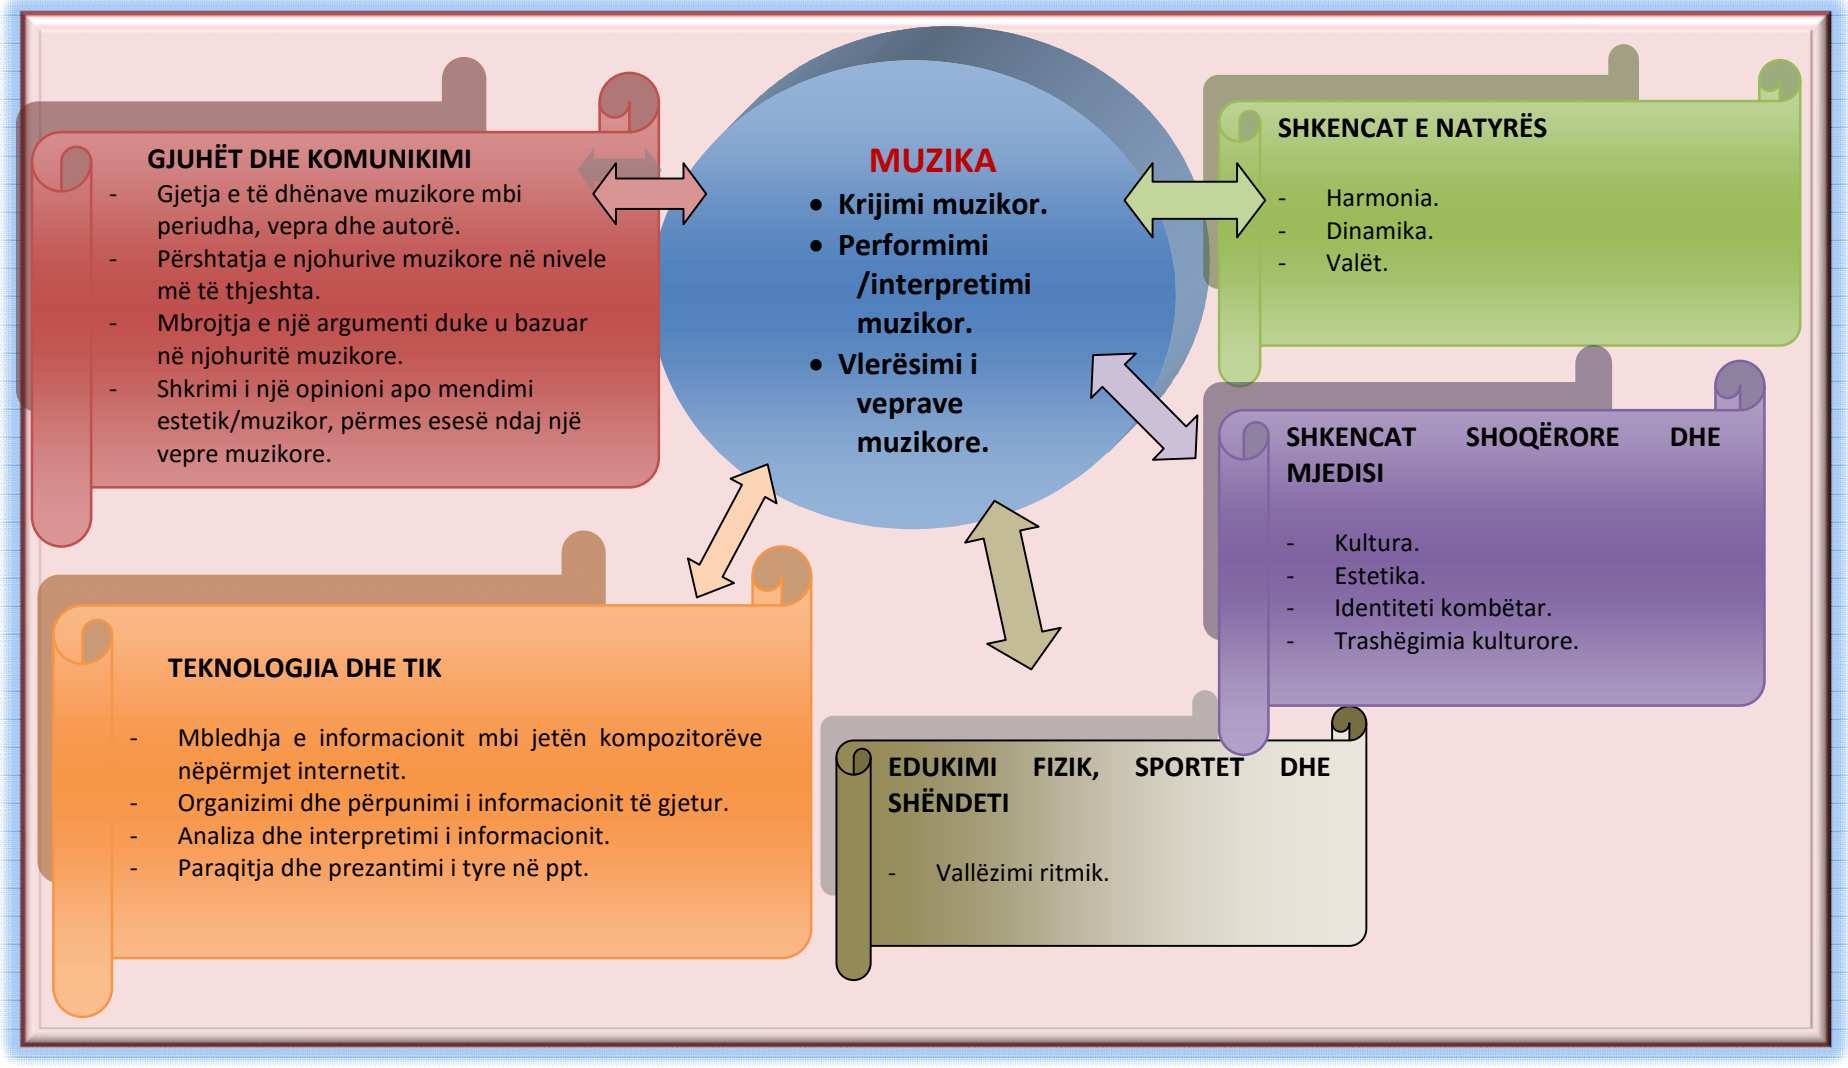 GJUHËT DHE KOMUNIKIMI
- Gjetja e të dhënave muzikore mbi
periudha, vepra dhe autorë.
- Përshtatja e njohurive muzikore në nivele
më të thjeshta.
- Mbrojtja e një argumenti duke u bazuar
në njohuritë muzikore.
- Shkrimi i një opinioni apo mendimi
estetik/muzikor, përmes esesë ndaj një
vepre muzikore.
MUZIKA
• Krijimi muzikor.
• Performimi
/interpretimi
muzikor.
• Vlerësimi i
veprave
muzikore.
SHKENCAT E NATYRËS
- Harmonia.
- Dinamika.
- Valët.
SHKENCAT SHOQËRORE DHE
MJEDISI
- Kultura.
- Estetika.
- Identiteti kombëtar.
- Trashëgimia kulturore.
TEKNOLOGJIA DHE TIK
- Mbledhja e informacionit mbi jetën kompozitorëve
nëpërmjet internetit.
- Organizimi dhe përpunimi i informacionit të gjetur.
- Analiza dhe interpretimi i informacionit.
- Paraqitja dhe prezantimi i tyre në ppt.
EDUKIMI FIZIK, SPORTET DHE
SHËNDETI
- Vallëzimi ritmik.